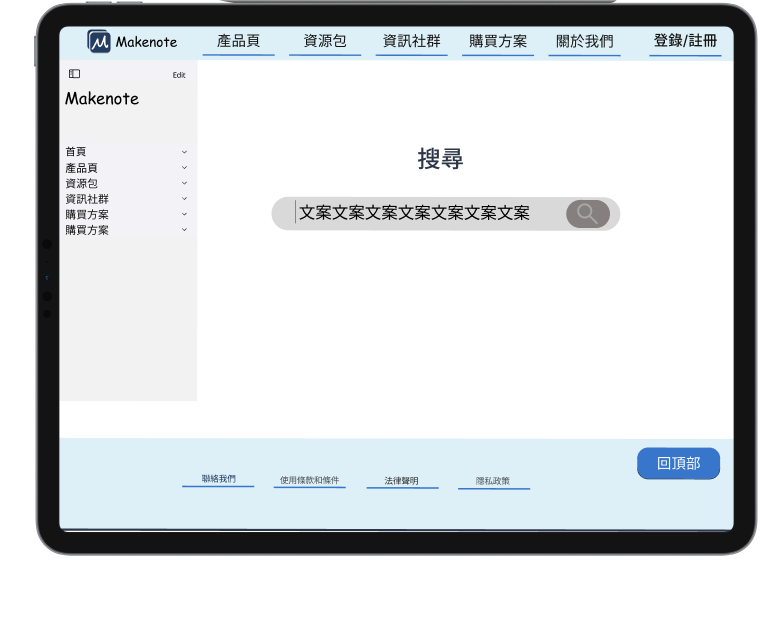 Makenote 產品頁 資源包 資訊社群 購買方案 關於我們 登錄/註冊
Edit
Makenote
首頁
產品頁
資源包
資訊社群
購買方案
購買方案
搜尋
文案文案文案文案文案文案文案
回頂部
聯絡我們 使用條款和條件 法律聲明 隱私政策